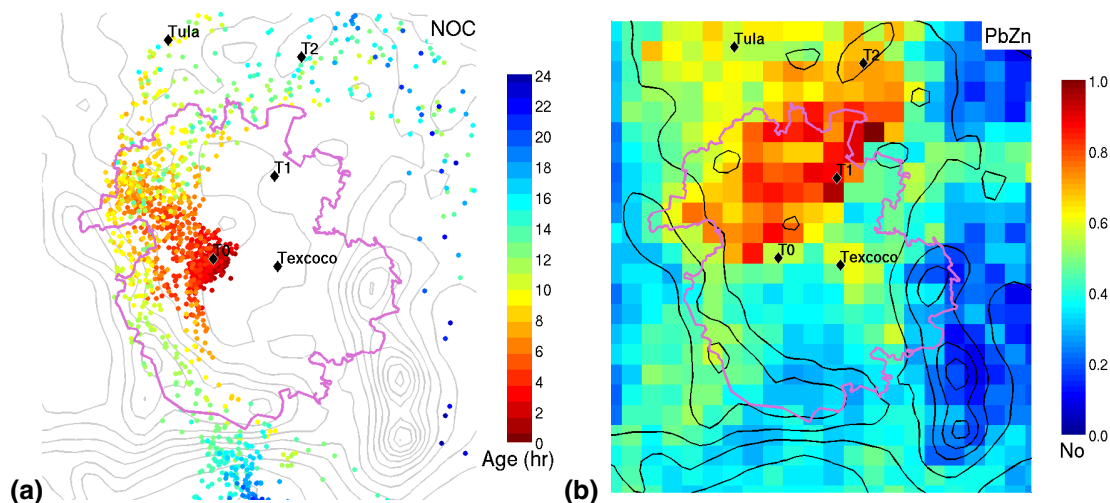 NOC
Tula
T2
T1
T0
Texcoco
24
22
20
18
16
14
12
10
8
6
4
2
0
Age (hr)
(a)
PbZn
Tula
T2
T1
T0
Texcoco
1.0
0.8
0.6
0.4
0.2
0.0
No
(b)